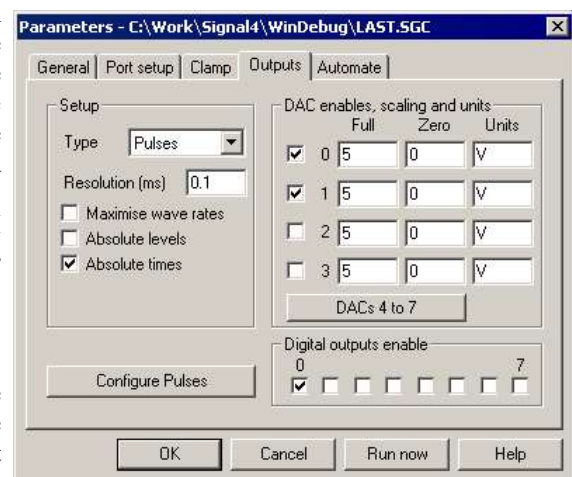 Parameters - C:\Work\Signal4\WinDebug\LAST.SGC
General Port setup Clamp Outputs Automate
Setup
Type Pulses
Resolution (ms) 0.1
Maximise wave rates
Absolute levels
Absolute times
Configure Pulses
DAC enables, scaling and units
Full Zero Units
0 5 0 V
1 5 0 V
2 5 0 V
3 5 0 V
DACs 4 to 7
Digital outputs enable
0 7
OK Cancel Run now Help